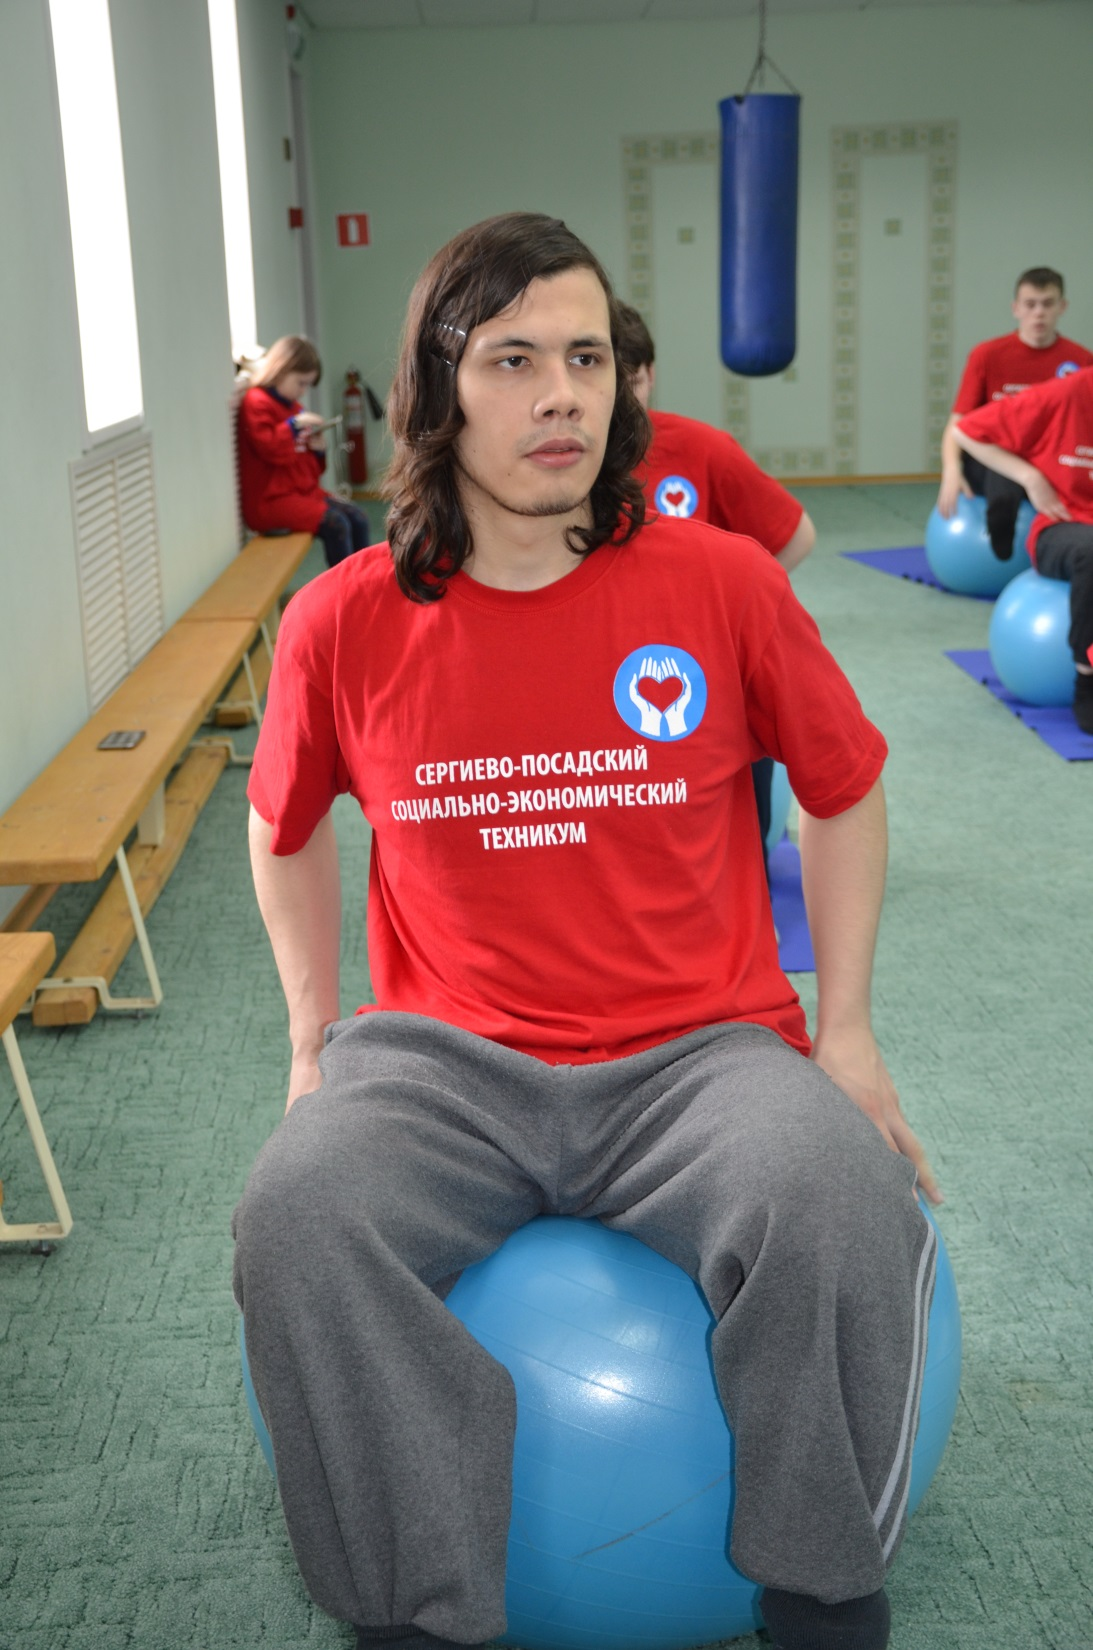 СЕРГИЕВО-ПОСАДСКИЙ
СОЦИАЛЬНО-ЭКОНОМИЧЕСКИЙ
ТЕХНИКУМ